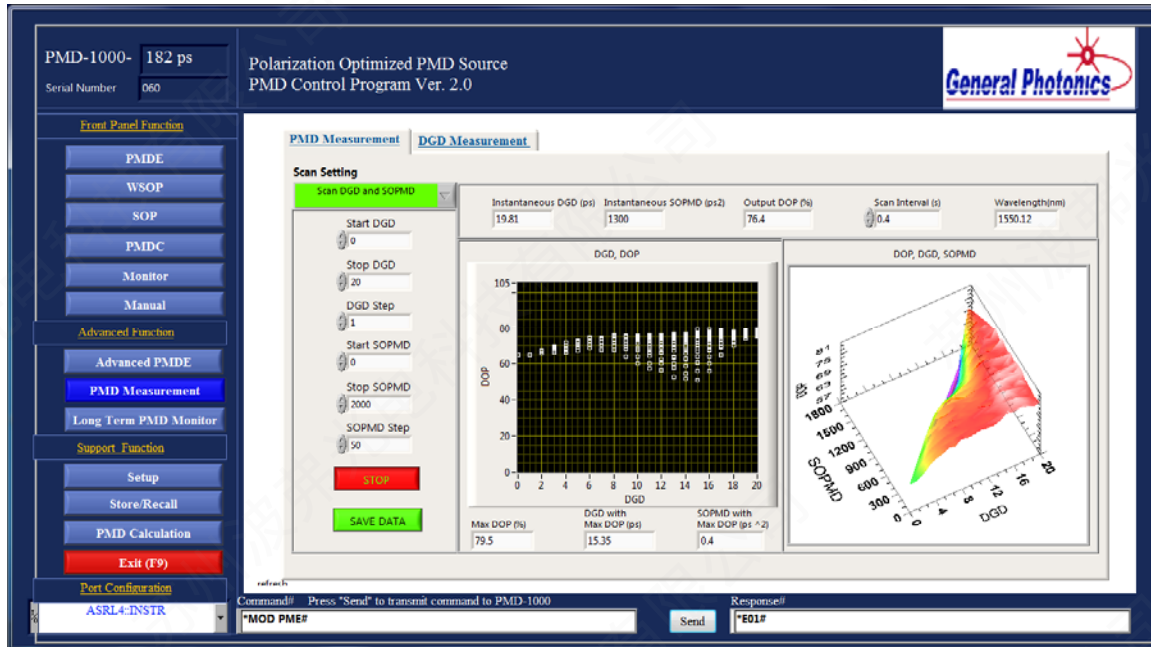 PMD-1000- 182 ps
Serial Number 060
Polarization Optimized PMD Source
PMD Control Program Ver. 2.0
General Photonics
Front Panel Function
PMDE
WSOP
SOP
PMDC
Monitor
Manual
Advanced Function
Advanced PMDE
PMD Measurement
Long Term PMD Monitor
Support Function
Setup
Store/Recall
PMD Calculation
Exit (F9)
Port Configuration
ASRL4::INSTR
PMD Measurement DGD Measurement
Scan Setting
Scan DGD and SOPMD
Start DGD
0
Stop DGD
20
DGD Step
1
Start SOPMD
0
Stop SOPMD
2000
SOPMD Step
50
STOP
SAVE DATA
Instantaneous DGD (ps) Instantaneous SOPMD (ps2) Output DOP (%) Scan Interval (s) Wavelength(nm)
19.81 1300 76.4 0.4 1550.12
DGD, DOP
105
80
60
40
20
0
DOP
0 2 4 6 8 10 12 14 16 18 20
DGD
Max DOP (%) DGD with Max DOP (ps) SOPMD with Max DOP (ps ^2)
79.5 15.35 0.4
DOP, DGD, SOPMD
81
75
69
63
57
1800
1500
1200
900
600
300
0
SOPMD
0 4 8 12 16 20
DGD
refresh
Command# Press "Send" to transmit command to PMD-1000 Response#
*MOD PME# Send *E01#